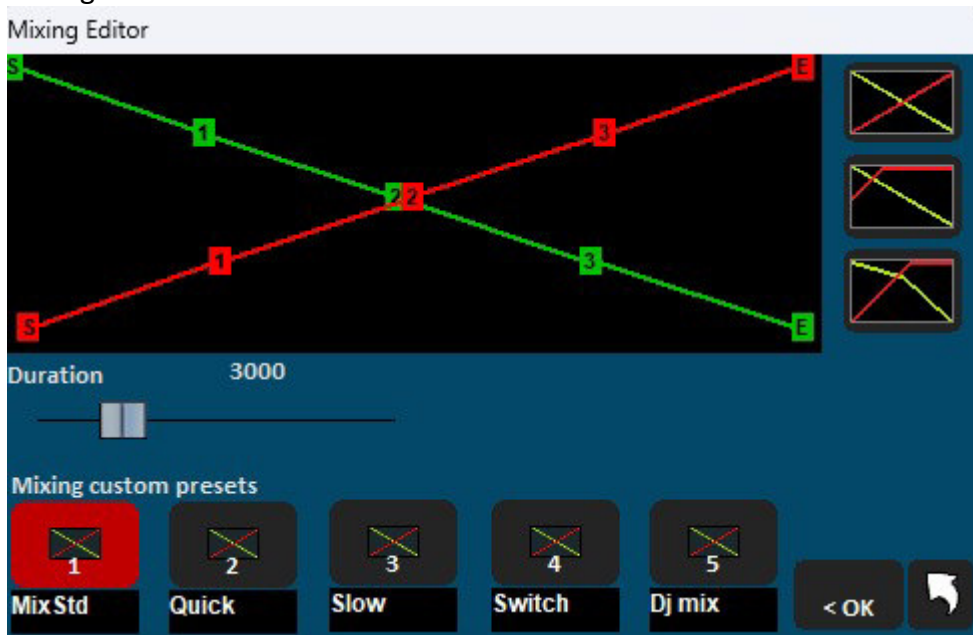 Mixing Editor
S E
1 3
2 2
1 3
S E
Duration 3000
Mixing custom presets
1 2 3 4 5
Mix Std Quick Slow Switch Dj mix < OK